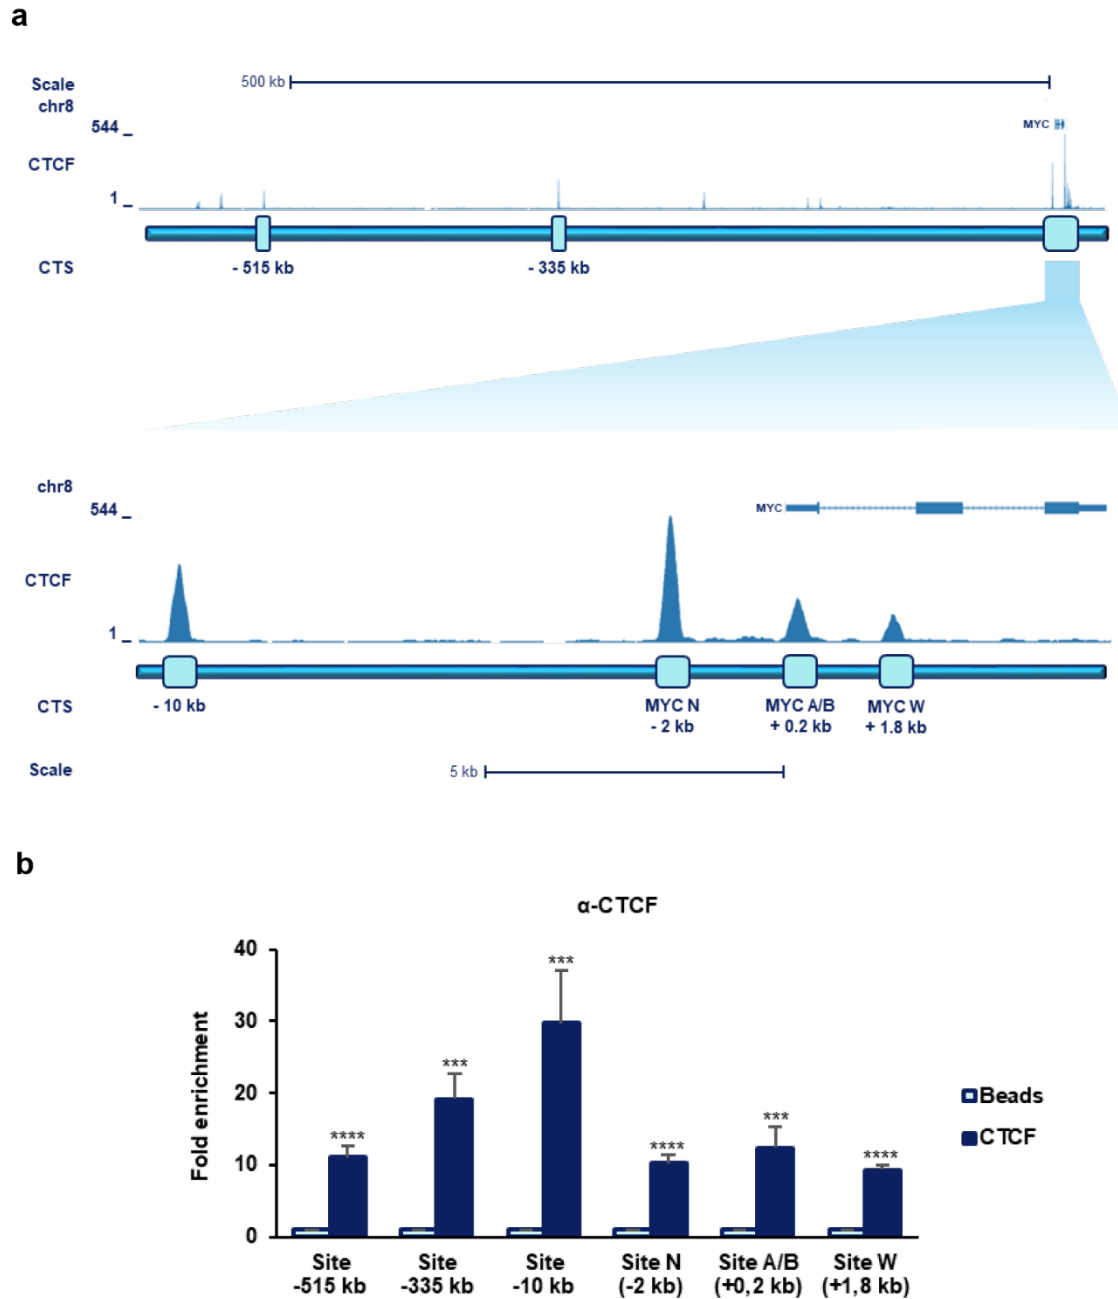 a
500 kb
Scale
chr8
544
MYC
CTCF
1
CTS
- 515 kb
- 335 kb
chr8
544
MYC
CTCF
1
CTS
- 10 kb
MYC N
- 2 kb
MYC A/B
+ 0.2 kb
MYC W
+ 1.8 kb
Scale
5 kb
b
α-CTCF
Fold enrichment
40
30
20
10
0
****
***
***
****
***
****
Beads
CTCF
Site
-515 kb
Site
-335 kb
Site
-10 kb
Site N
(-2 kb)
Site A/B
(+0,2 kb)
Site W
(+1,8 kb)